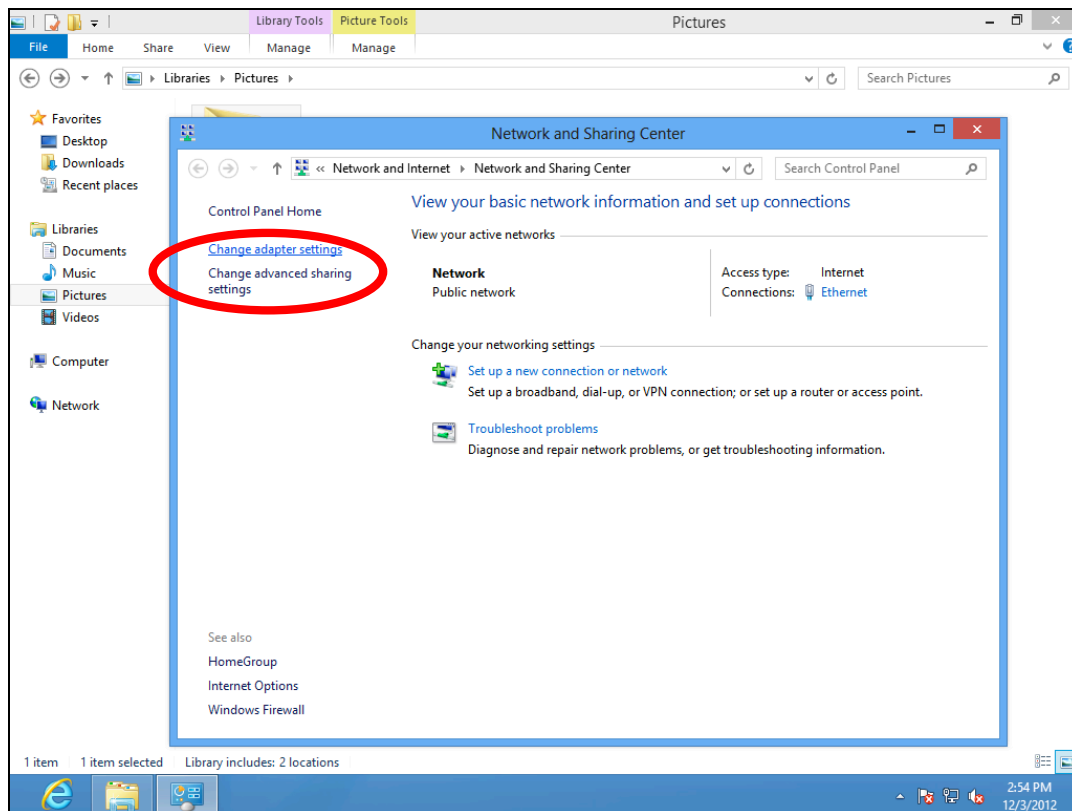 Library Tools Picture Tools Pictures
File Home Share View Manage Manage
Libraries Pictures Search Pictures
Favorites
Desktop
Downloads
Recent places
Libraries
Documents
Music
Pictures
Videos
Computer
Network
Network and Sharing Center
« Network and Internet Network and Sharing Center Search Control Panel
Control Panel Home
Change adapter settings
Change advanced sharing
settings
View your basic network information and set up connections
View your active networks
Network
Public network
Access type: Internet
Connections: Ethernet
Change your networking settings
Set up a new connection or network
Set up a broadband, dial-up, or VPN connection; or set up a router or access point.
Troubleshoot problems
Diagnose and repair network problems, or get troubleshooting information.
See also
HomeGroup
Internet Options
Windows Firewall
1 item 1 item selected Library includes: 2 locations
2:54 PM
12/3/2012